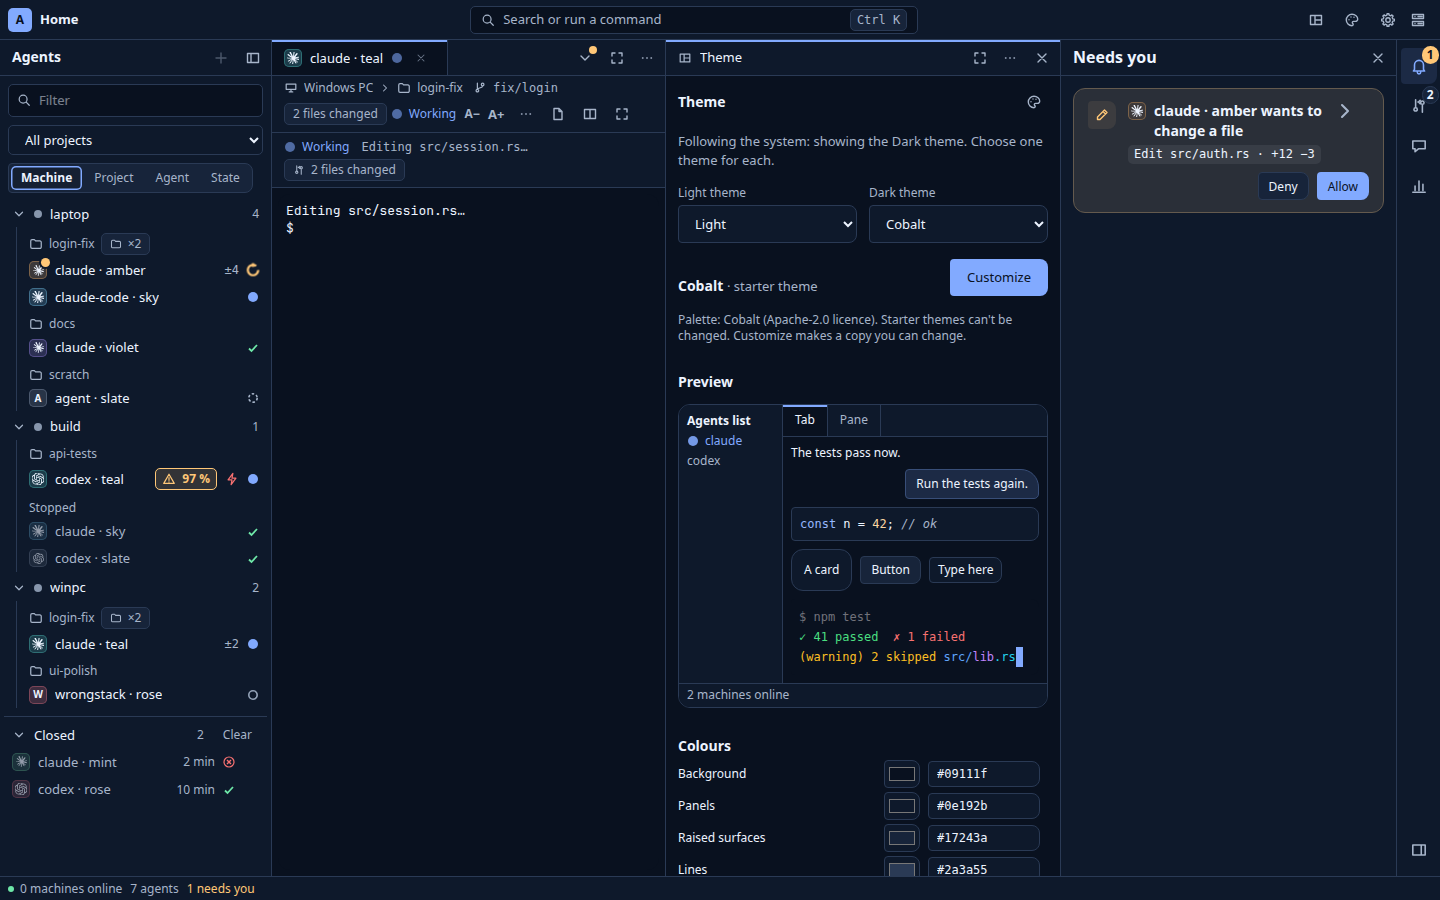 A Home
Search or run a command Ctrl K
Agents
Filter
All projects
Machine Project Agent State
laptop 4
login-fix ×2
claude · amber ±4
claude-code · sky
docs
claude · violet
scratch
A agent · slate
build 1
api-tests
codex · teal 97 %
Stopped
claude · sky
codex · slate
winpc 2
login-fix ×2
claude · teal ±2
ui-polish
W wrongstack · rose
Closed 2 Clear
claude · mint 2 min
codex · rose 10 min
claude · teal
Windows PC login-fix fix/login
2 files changed Working A− A+
Working Editing src/session.rs…
2 files changed
Editing src/session.rs…
$
Theme
Theme
Following the system: showing the Dark theme. Choose one
theme for each.
Light theme Dark theme
Light Cobalt
Cobalt · starter theme Customize
Palette: Cobalt (Apache-2.0 licence). Starter themes can't be
changed. Customize makes a copy you can change.
Preview
Agents list
claude
codex
Tab Pane
The tests pass now.
Run the tests again.
const n = 42; // ok
A card Button Type here
$ npm test
✓ 41 passed ✗ 1 failed
(warning) 2 skipped src/lib.rs
2 machines online
Colours
Background #09111f
Panels #0e192b
Raised surfaces #17243a
Lines #2a3a55
Needs you
claude · amber wants to
change a file
Edit src/auth.rs · +12 −3
Deny Allow
1
2
0 machines online 7 agents 1 needs you